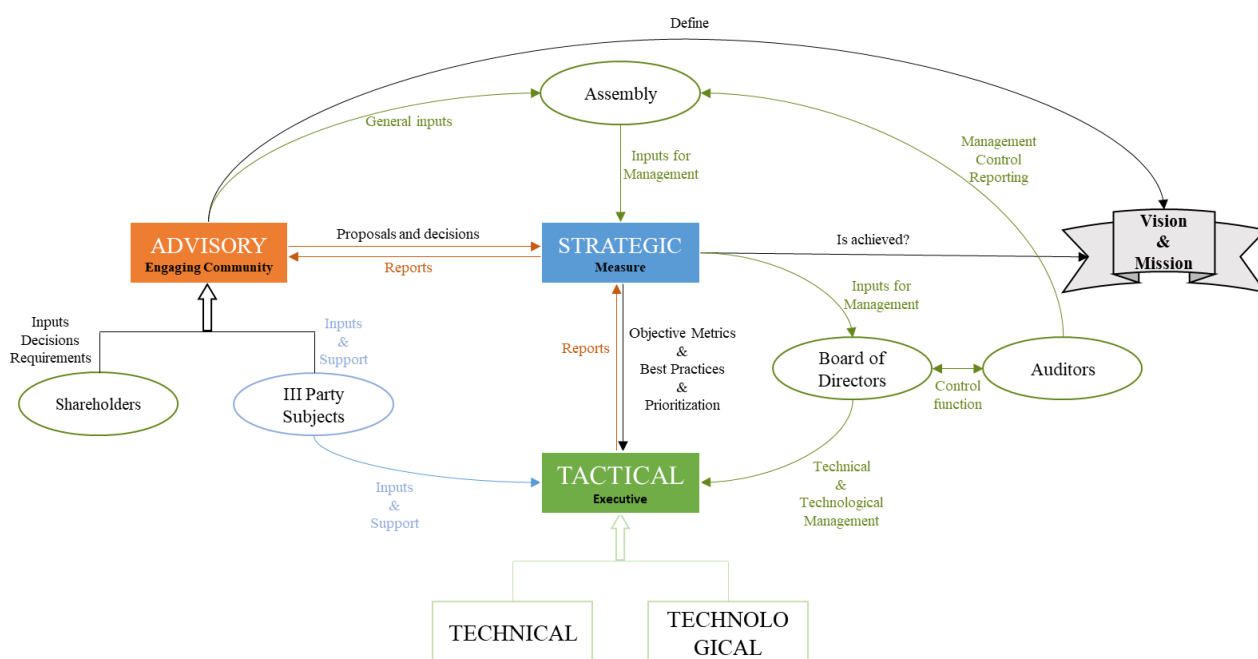 Define
Assembly
General inputs
Inputs for
Management
Management
Control
Reporting
ADVISORY
Engaging Community
Proposals and decisions
Reports
STRATEGIC
Measure
Is achieved?
Vision
&
Mission
Inputs for
Management
Inputs
Decisions
Requirements
Inputs
&
Support
Reports
Objective Metrics
&
Best Practices
&
Prioritization
Board of
Directors
Control
function
Auditors
Shareholders
III Party
Subjects
TACTICAL
Executive
Inputs
&
Support
Technical
&
Technological
Management
TECHNICAL
TECHNOLO
GICAL